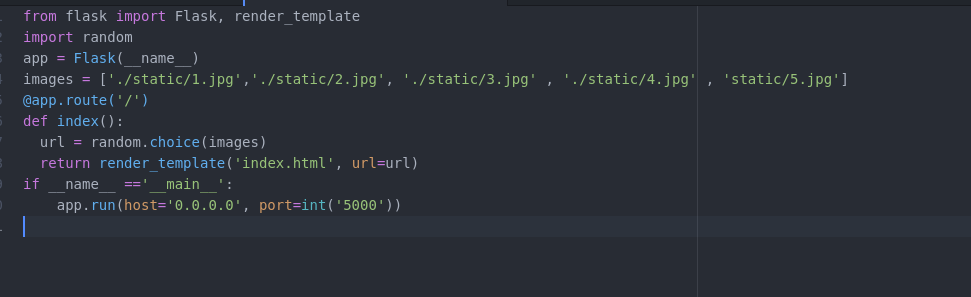 from flask import Flask, render_template
import random
app = Flask(__name__)
images = ['./static/1.jpg','./static/2.jpg', './static/3.jpg' , './static/4.jpg' , 'static/5.jpg']
@app.route('/')
def index():
  url = random.choice(images)
  return render_template('index.html', url=url)
if __name__ =='__main__':
    app.run(host='0.0.0.0', port=int('5000'))